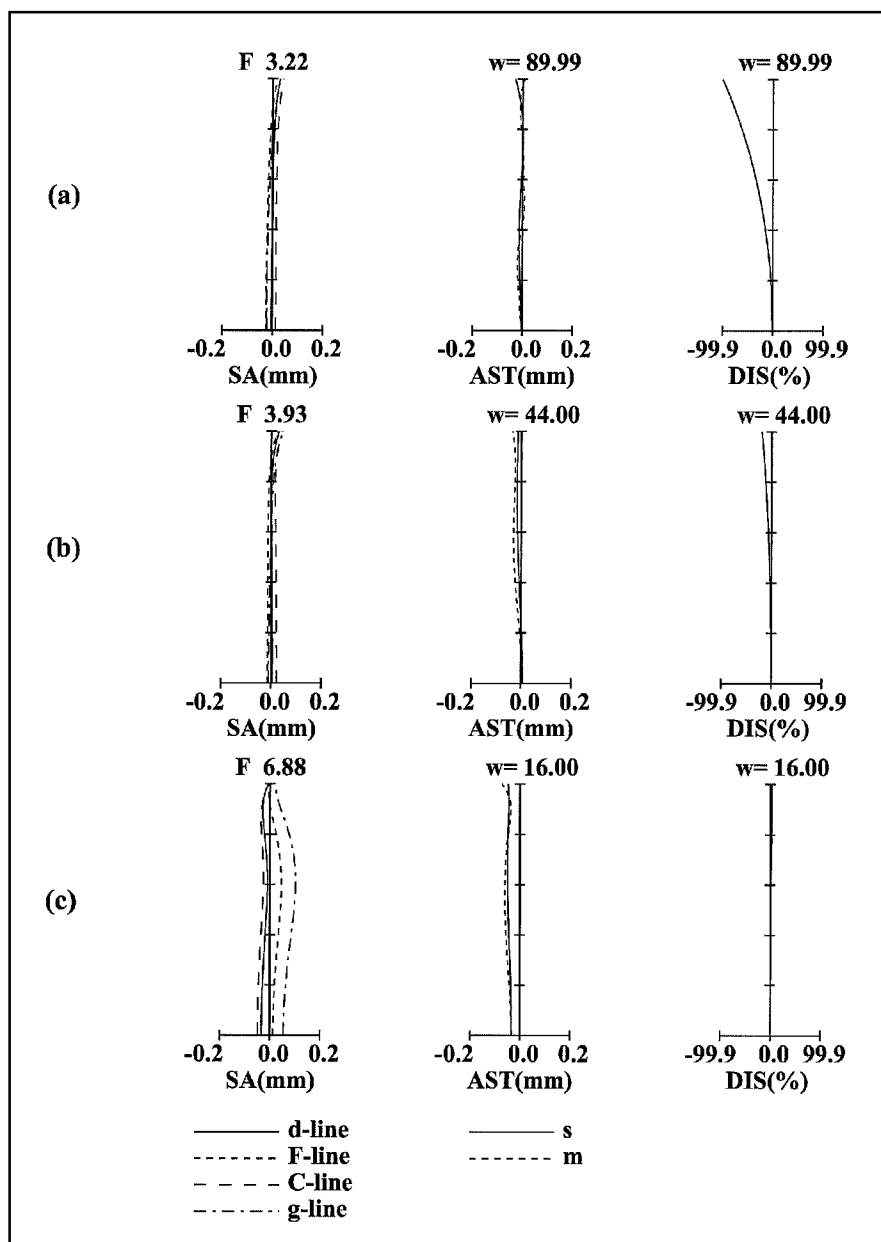 F 3.22 w= 89.99 w= 89.99
(a)
-0.2 0.0 0.2 -0.2 0.0 0.2 -99.9 0.0 99.9
SA(mm) AST(mm) DIS(%)
F 3.93 w= 44.00 w= 44.00
(b)
-0.2 0.0 0.2 -0.2 0.0 0.2 -99.9 0.0 99.9
SA(mm) AST(mm) DIS(%)
F 6.88 w= 16.00 w= 16.00
(c)
-0.2 0.0 0.2 -0.2 0.0 0.2 -99.9 0.0 99.9
SA(mm) AST(mm) DIS(%)
d-line s
F-line m
C-line
g-line